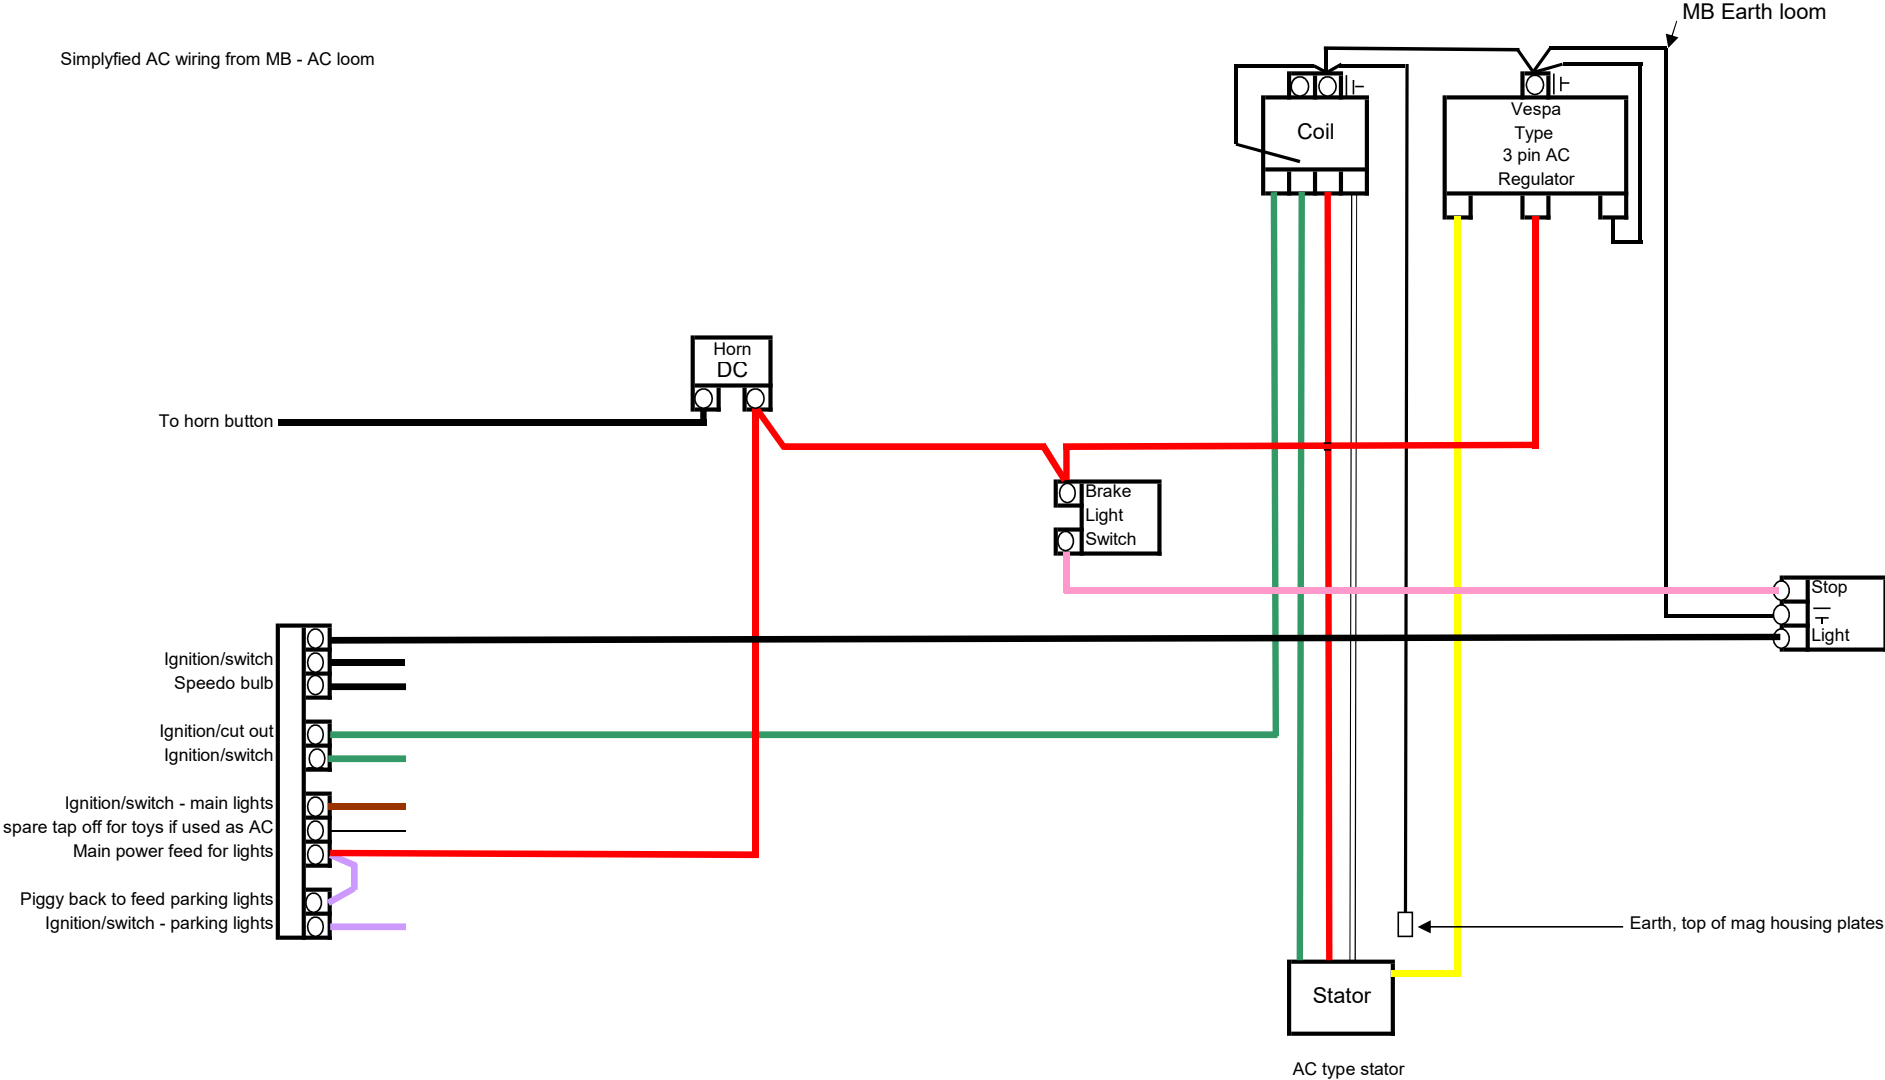 MB Earth loom
Simplyfied AC wiring from MB - AC loom
Coil
Vespa
Type
3 pin AC
Regulator
Horn
DC
To horn button
Brake
Light
Switch
Stop
Light
Ignition/switch
Speedo bulb
Ignition/cut out
Ignition/switch
Ignition/switch - main lights
spare tap off for toys if used as AC
Main power feed for lights
Piggy back to feed parking lights
Ignition/switch - parking lights
Earth, top of mag housing plates
Stator
AC type stator